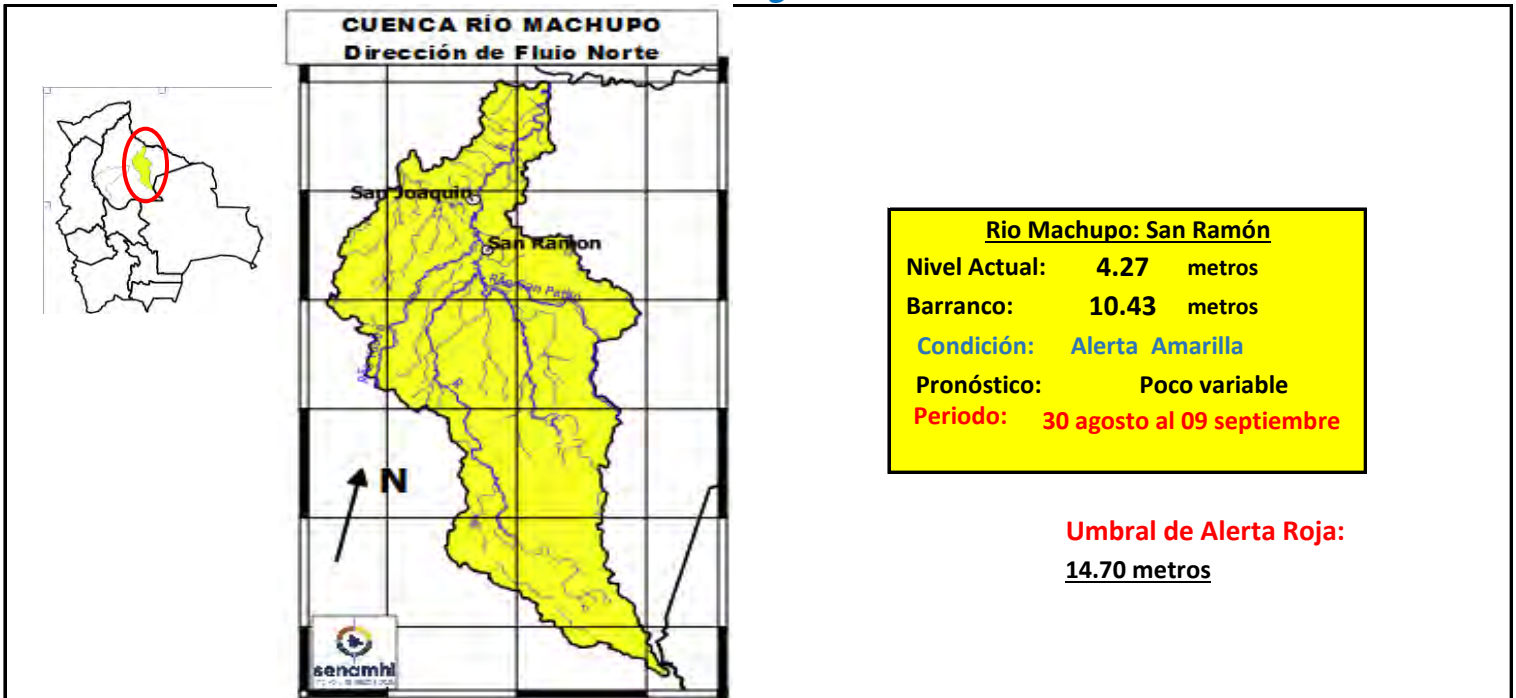 CUENCA RÍO MACHUPO
Dirección de Flujo Norte
San Joaquin
San Ramon
N
senamhi
Rio Machupo: San Ramón
Nivel Actual: 4.27 metros
Barranco: 10.43 metros
Condición: Alerta Amarilla
Pronóstico: Poco variable
Periodo: 30 agosto al 09 septiembre
Umbral de Alerta Roja:
14.70 metros